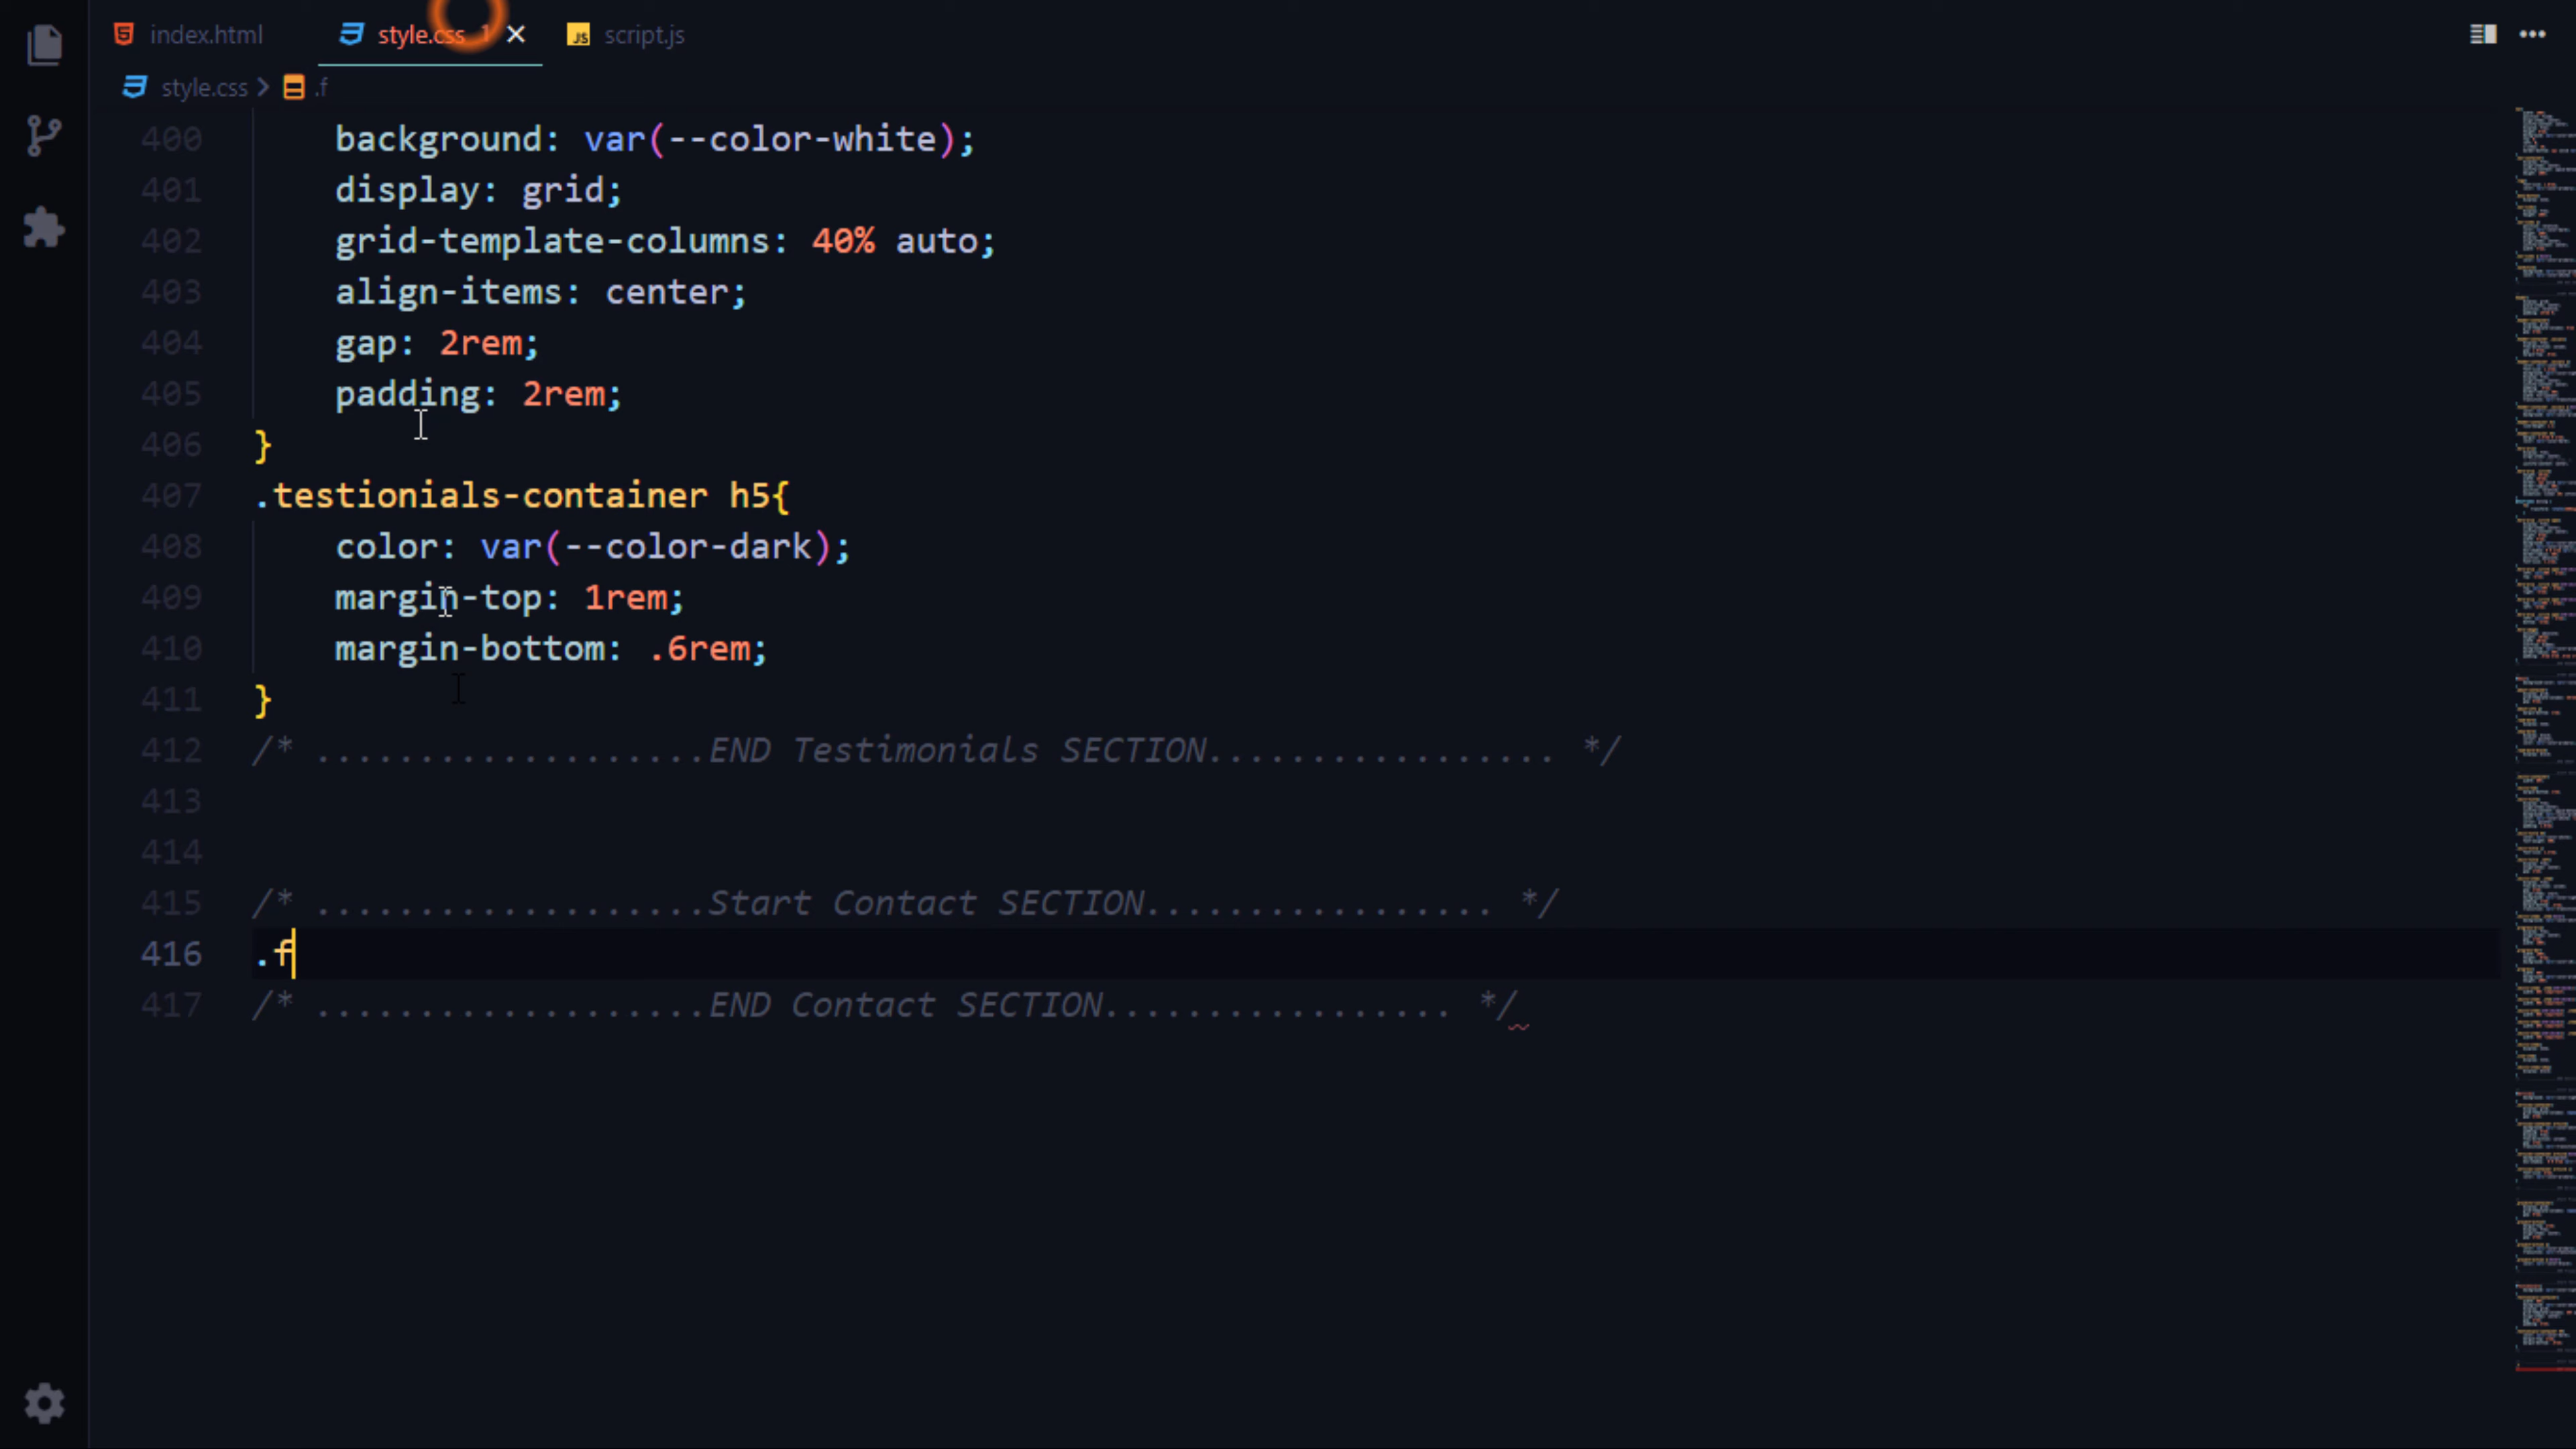 index.html style.css 1 script.js
style.css > .f
400 background: var(--color-white);
401 display: grid;
402 grid-template-columns: 40% auto;
403 align-items: center;
404 gap: 2rem;
405 padding: 2rem;
406 }
407 .testionials-container h5{
408 color: var(--color-dark);
409 margin-top: 1rem;
410 margin-bottom: .6rem;
411 }
412 /* ...................END Testimonials SECTION................. */
413
414
415 /* ...................Start Contact SECTION................. */
416 .f
417 /* ...................END Contact SECTION................. */